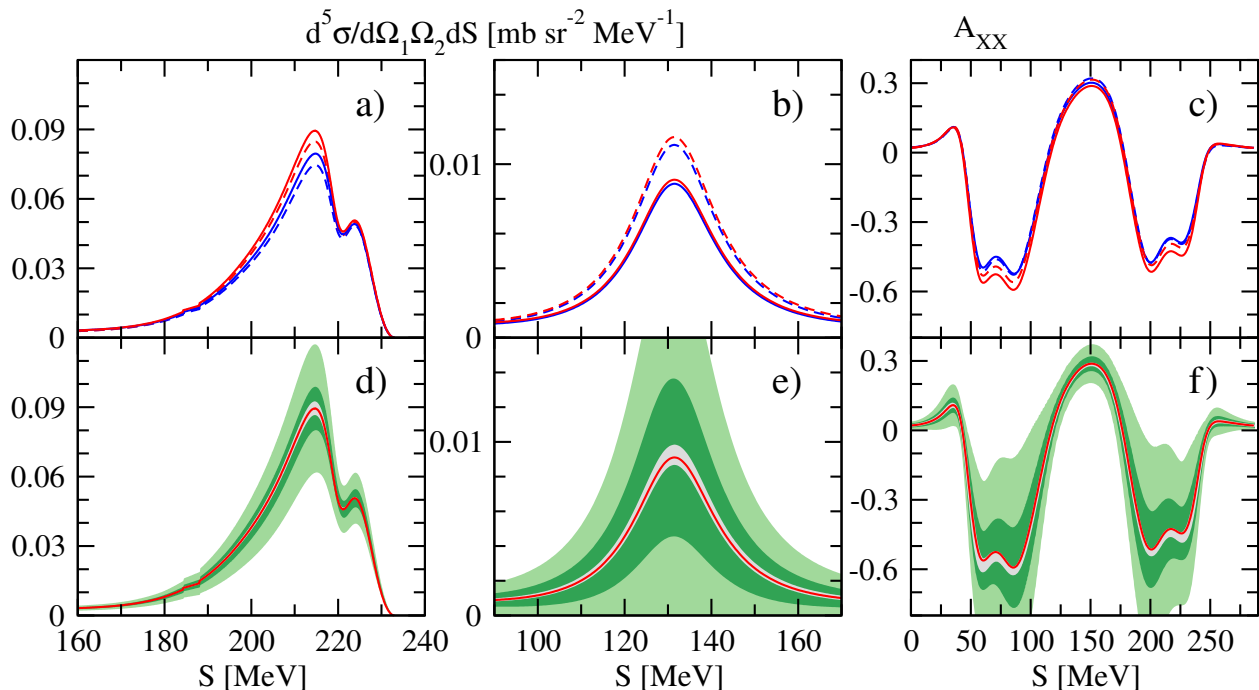 d⁵σ/dΩ₁Ω₂dS [mb sr⁻² MeV⁻¹]
A_XX
a)
b)
c)
0.09
0.06
0.03
0
0.01
0
0.3
0
-0.3
-0.6
d)
e)
f)
0.09
0.06
0.03
0
0.01
0
0.3
0
-0.3
-0.6
160 180 200 220 240
100 120 140 160
0 50 100 150 200 250
S [MeV]
S [MeV]
S [MeV]